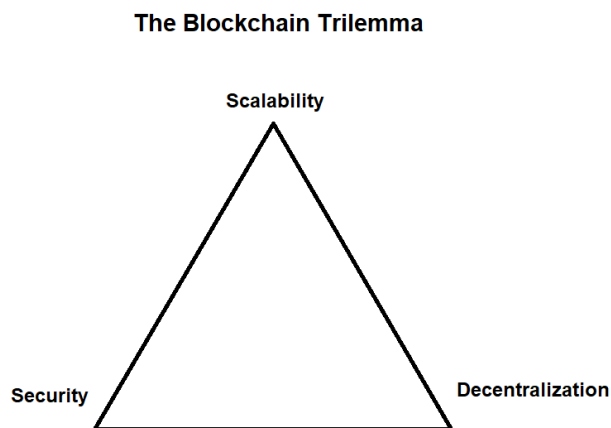 The Blockchain Trilemma
Scalability
Security
Decentralization